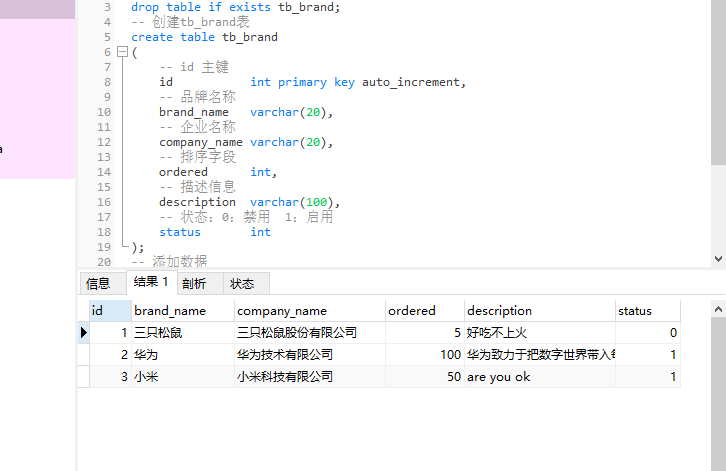 3 drop table if exists tb_brand;
4 -- 创建tb_brand表
5 create table tb_brand
6 (
7 -- id 主键
8 id int primary key auto_increment,
9 -- 品牌名称
10 brand_name varchar(20),
11 -- 企业名称
12 company_name varchar(20),
13 -- 排序字段
14 ordered int,
15 -- 描述信息
16 description varchar(100),
17 -- 状态：0：禁用 1：启用
18 status int
19 );
20 -- 添加数据
a
信息 结果 1 剖析 状态
id brand_name company_name ordered description status
1 三只松鼠 三只松鼠股份有限公司 5 好吃不上火 0
2 华为 华为技术有限公司 100 华为致力于把数字世界带入 1
3 小米 小米科技有限公司 50 are you ok 1